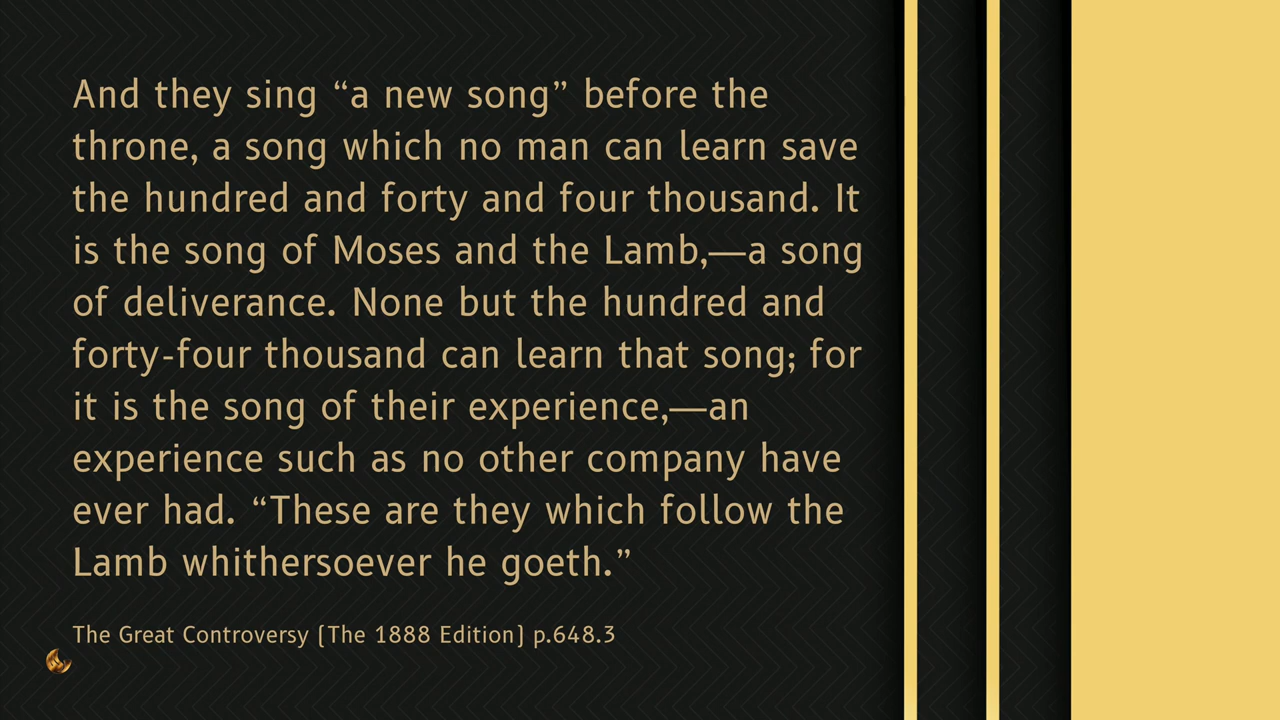 And they sing “a new song” before the
throne, a song which no man can learn save
the hundred and forty and four thousand. It
is the song of Moses and the Lamb,—a song
of deliverance. None but the hundred and
forty-four thousand can learn that song; for
it is the song of their experience,—an
experience such as no other company have
ever had. “These are they which follow the
Lamb whithersoever he goeth.”
The Great Controversy (The 1888 Edition) p.648.3